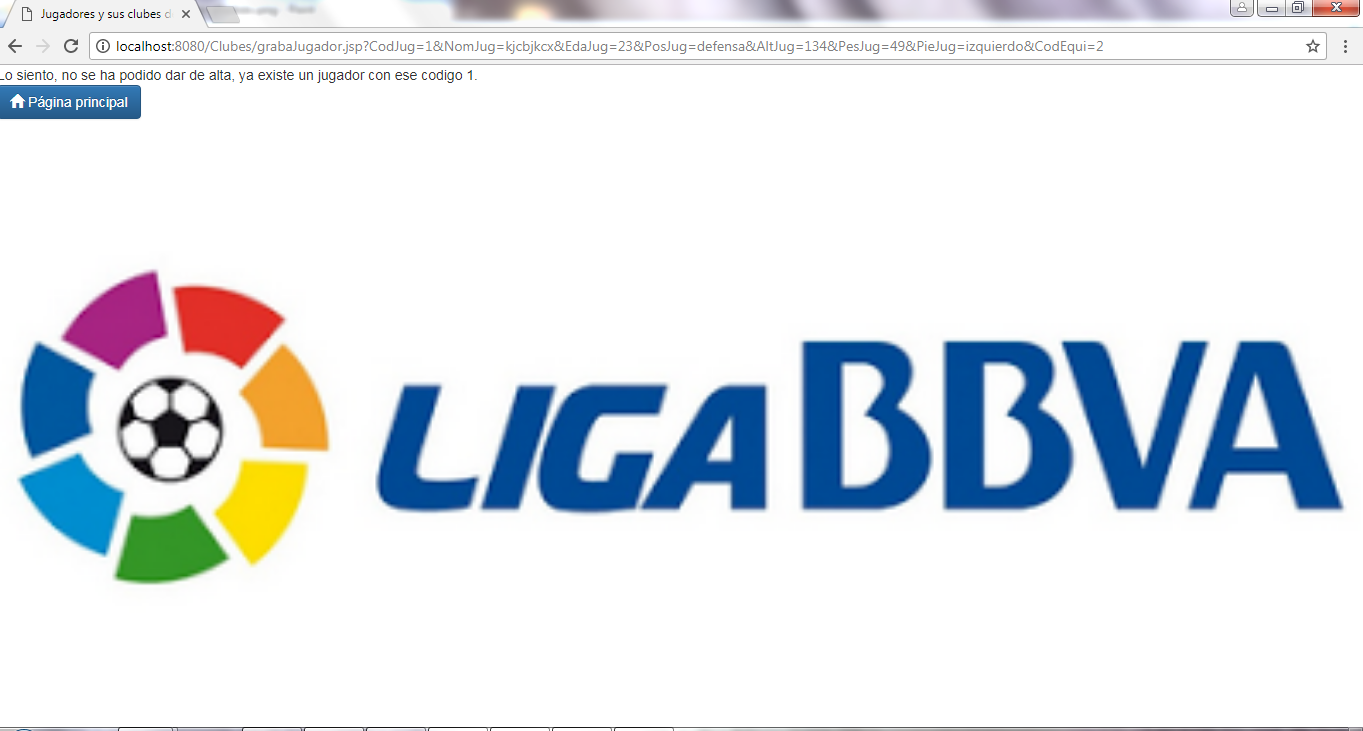 Jugadores y sus clubes d
localhost:8080/Clubes/grabaJugador.jsp?CodJug=1&NomJug=kjcbjkcx&EdaJug=23&PosJug=defensa&AltJug=134&PesJug=49&PieJug=izquierdo&CodEqui=2
Lo siento, no se ha podido dar de alta, ya existe un jugador con ese codigo 1.
Página principal
LIGA BBVA